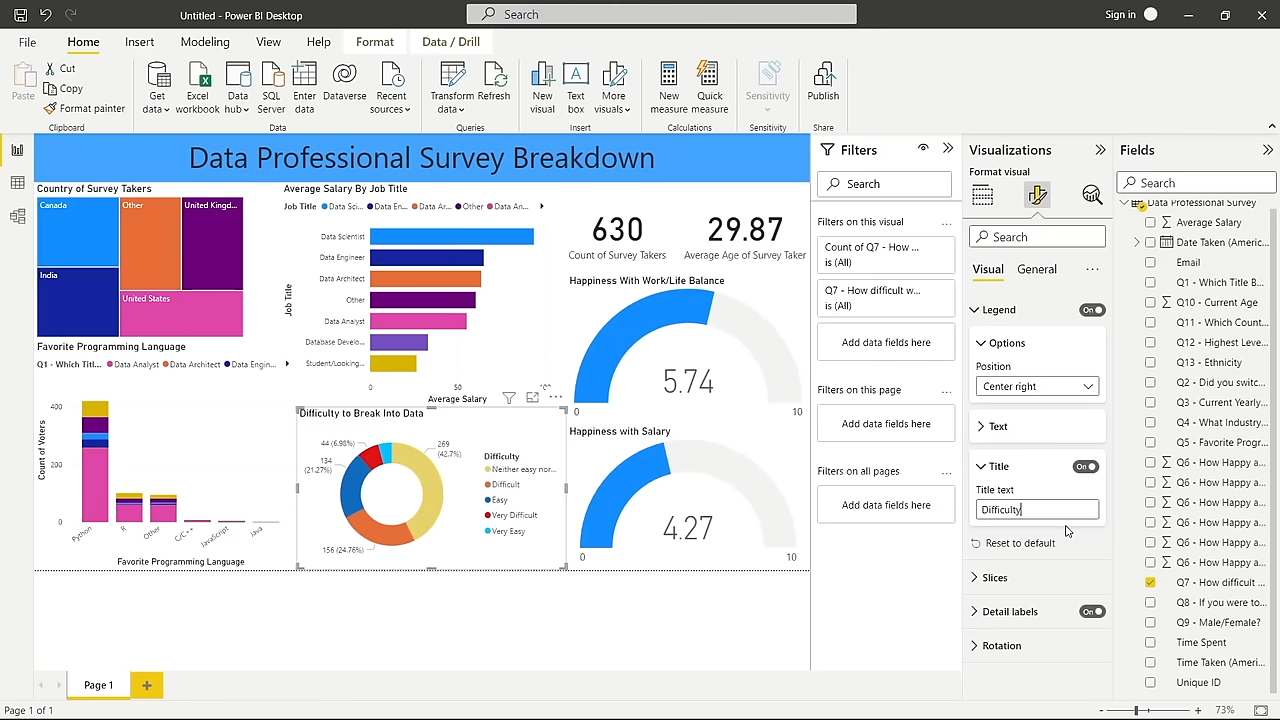 Untitled - Power BI Desktop
Search
Sign in
File
Home
Insert
Modeling
View
Help
Format
Data / Drill
Paste
Cut
Copy
Format painter
Clipboard
Get data
Excel workbook
Data hub
SQL Server
Enter data
Dataverse
Recent sources
Data
Transform data
Refresh
Queries
New visual
Text box
More visuals
Insert
New measure
Quick measure
Calculations
Sensitivity
Sensitivity
Publish
Share
Data Professional Survey Breakdown
Country of Survey Takers
Canada
Other
United Kingd...
India
United States
Average Salary By Job Title
Job Title
Data Sci...
Data En...
Data Ar...
Other
Data An...
Job Title
Data Scientist
Data Engineer
Data Architect
Other
Data Analyst
Database Develo...
Student/Looking...
0
50
Average Salary
630
Count of Survey Takers
29.87
Average Age of Survey Taker
Happiness With Work/Life Balance
5.74
0
10
Happiness with Salary
4.27
0
10
Favorite Programming Language
Q1 - Which Titl...
Data Analyst
Data Architect
Data Engin...
Count of Voters
400
200
0
Python
R
Other
C/C++
JavaScript
Java
Favorite Programming Language
Difficulty to Break Into Data
44 (6.98%)
134
(21.27%)
269
(42.7%)
156 (24.76%)
Difficulty
Neither easy nor...
Difficult
Easy
Very Difficult
Very Easy
Filters
Search
Filters on this visual
...
Count of Q7 - How ...
is (All)
Q7 - How difficult w...
is (All)
Add data fields here
Filters on this page
...
Add data fields here
Filters on all pages
...
Add data fields here
Visualizations
Format visual
Search
Visual
General
...
Legend
On
Options
Position
Center right
Text
Title
On
Title text
Difficulty
Reset to default
Slices
Detail labels
On
Rotation
Fields
Search
Data Professional Survey
Average Salary
Date Taken (Americ...
Email
Q1 - Which Title B...
Q10 - Current Age
Q11 - Which Count...
Q12 - Highest Leve...
Q13 - Ethnicity
Q2 - Did you switc...
Q3 - Current Yearly...
Q4 - What Industry...
Q5 - Favorite Progr...
Q6 - How Happy a...
Q6 - How Happy a...
Q6 - How Happy a...
Q6 - How Happy a...
Q6 - How Happy a...
Q6 - How Happy a...
Q7 - How difficult ...
Q8 - If you were to...
Q9 - Male/Female?
Time Spent
Time Taken (Ameri...
Unique ID
Page 1
Page 1 of 1
73%